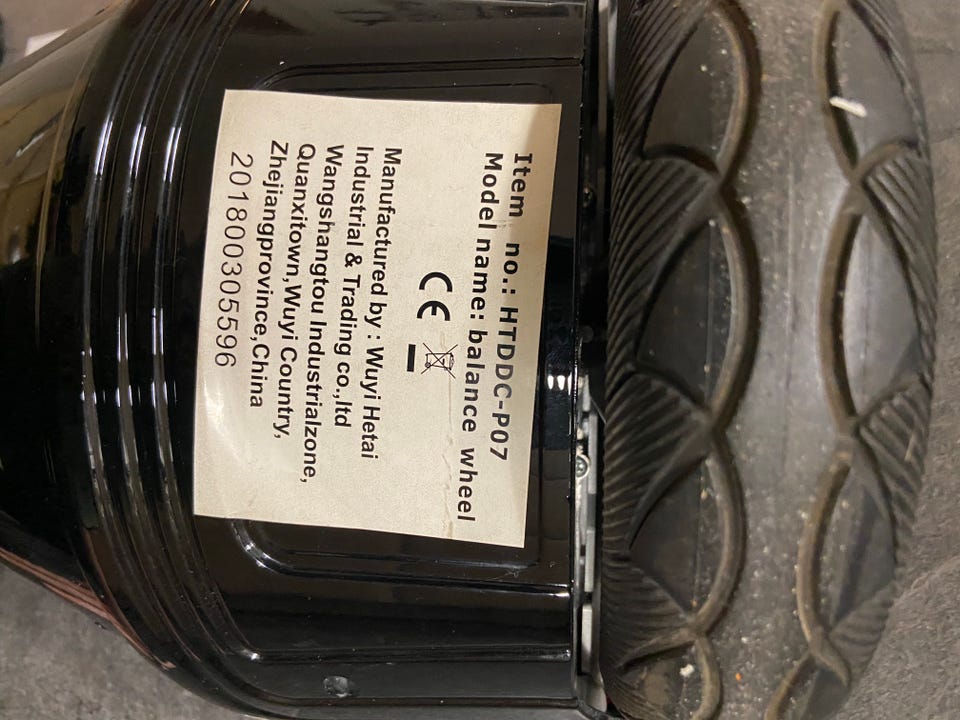 Item no.: HTDDC-P07
Model name: balance wheel
CE
Manufactured by : Wuyi Hetai
Industrial & Trading co.,ltd
Wangshangtou Industrialzone,
Quanxitown,Wuyi Country,
Zhejiangprovince,China
201800305596